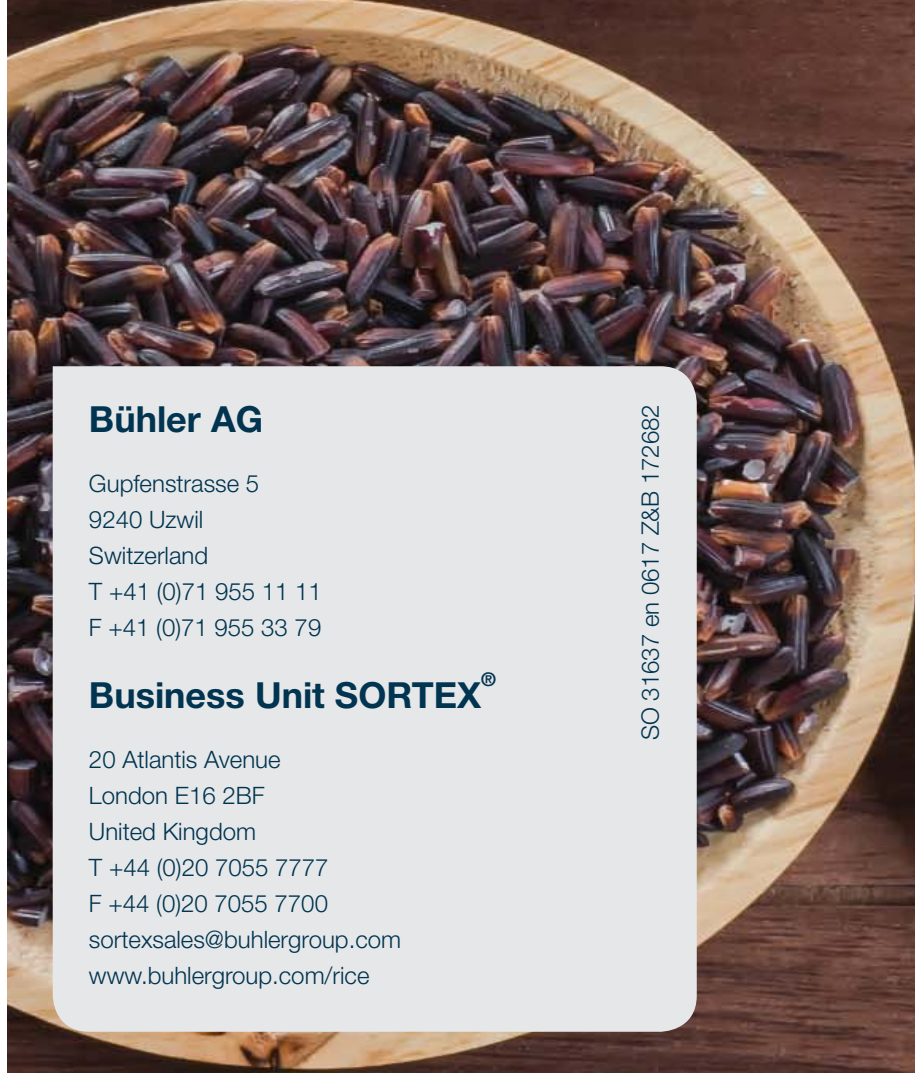 Bühler AG
Gupfenstrasse 5
9240 Uzwil
Switzerland
T +41 (0)71 955 11 11
F +41 (0)71 955 33 79
Business Unit SORTEX®
20 Atlantis Avenue
London E16 2BF
United Kingdom
T +44 (0)20 7055 7777
F +44 (0)20 7055 7700
sortexsales@buhlergroup.com
www.buhlergroup.com/rice
SO 31637 en 0617 Z&B 172682